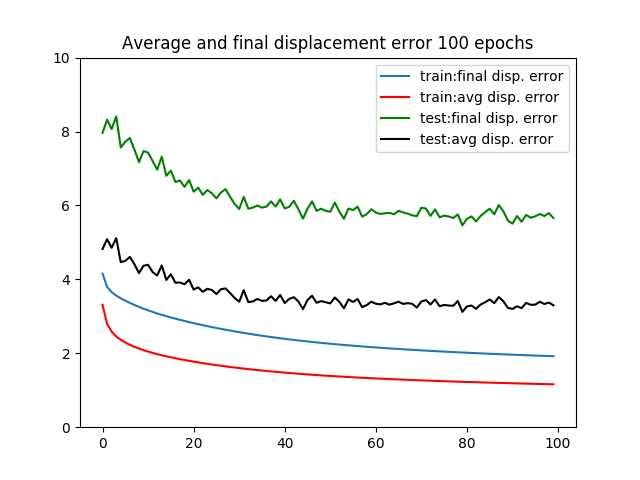 Average and final displacement error 100 epochs
train:final disp. error
train:avg disp. error
test:final disp. error
test:avg disp. error
10
8
6
4
2
0
0 20 40 60 80 100